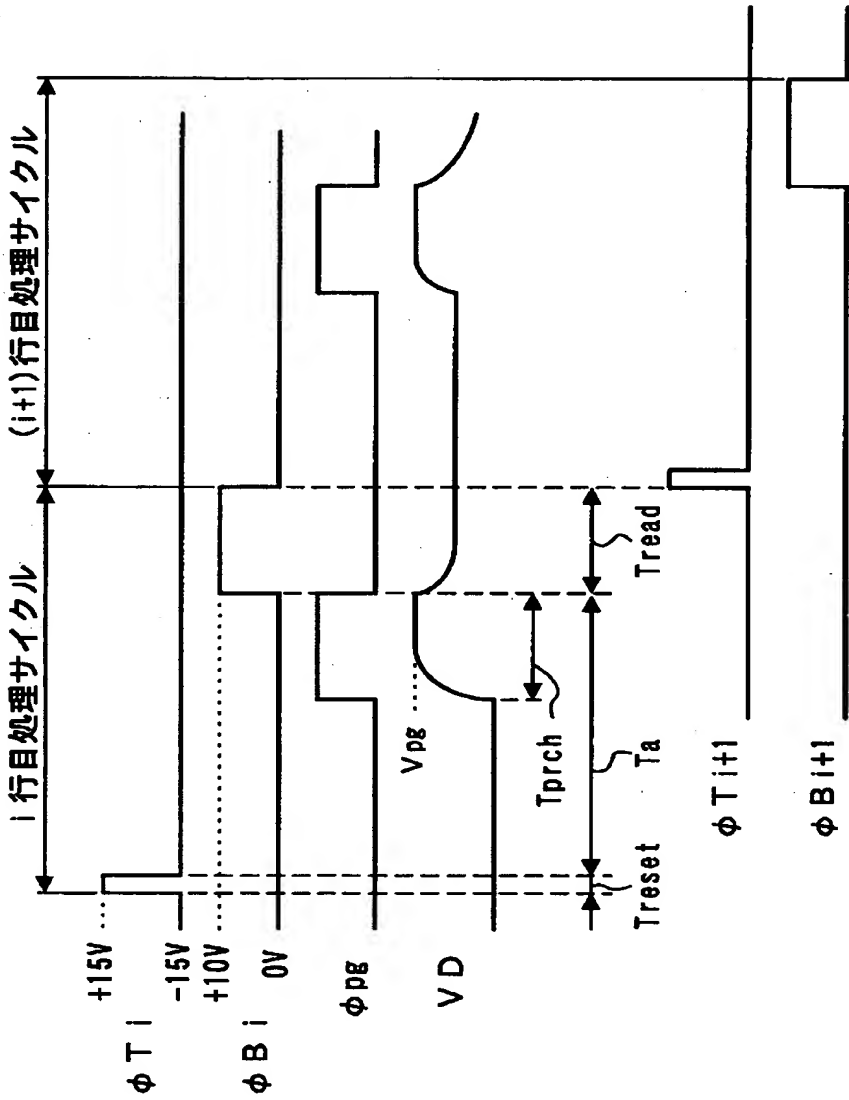 i行目処理サイクル
(i+1)行目処理サイクル
+15V
φTi
-15V
+10V
φBi
0V
φpg
Vpg
VD
Tprch
Treset
Ta
Tread
φTi+1
φBi+1